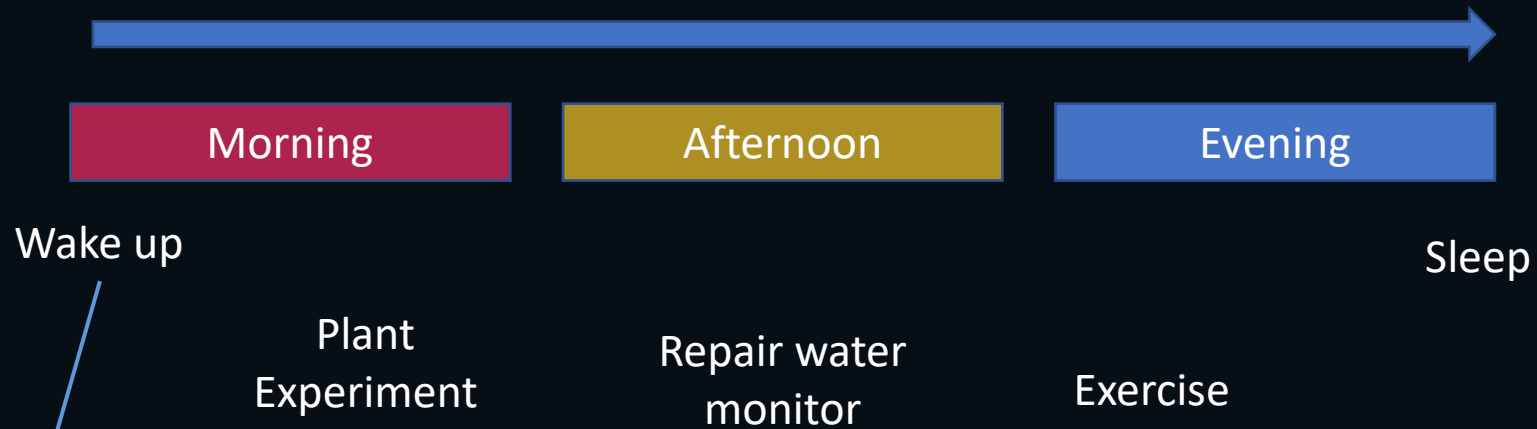 Morning
Afternoon
Evening
Wake up
Sleep
Plant
Experiment
Repair water
monitor
Exercise